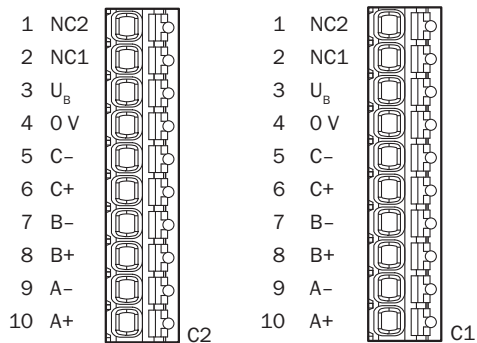 1 NC2
2 NC1
3 U_B
4 0 V
5 C–
6 C+
7 B–
8 B+
9 A–
10 A+
C2
1 NC2
2 NC1
3 U_B
4 0 V
5 C–
6 C+
7 B–
8 B+
9 A–
10 A+
C1